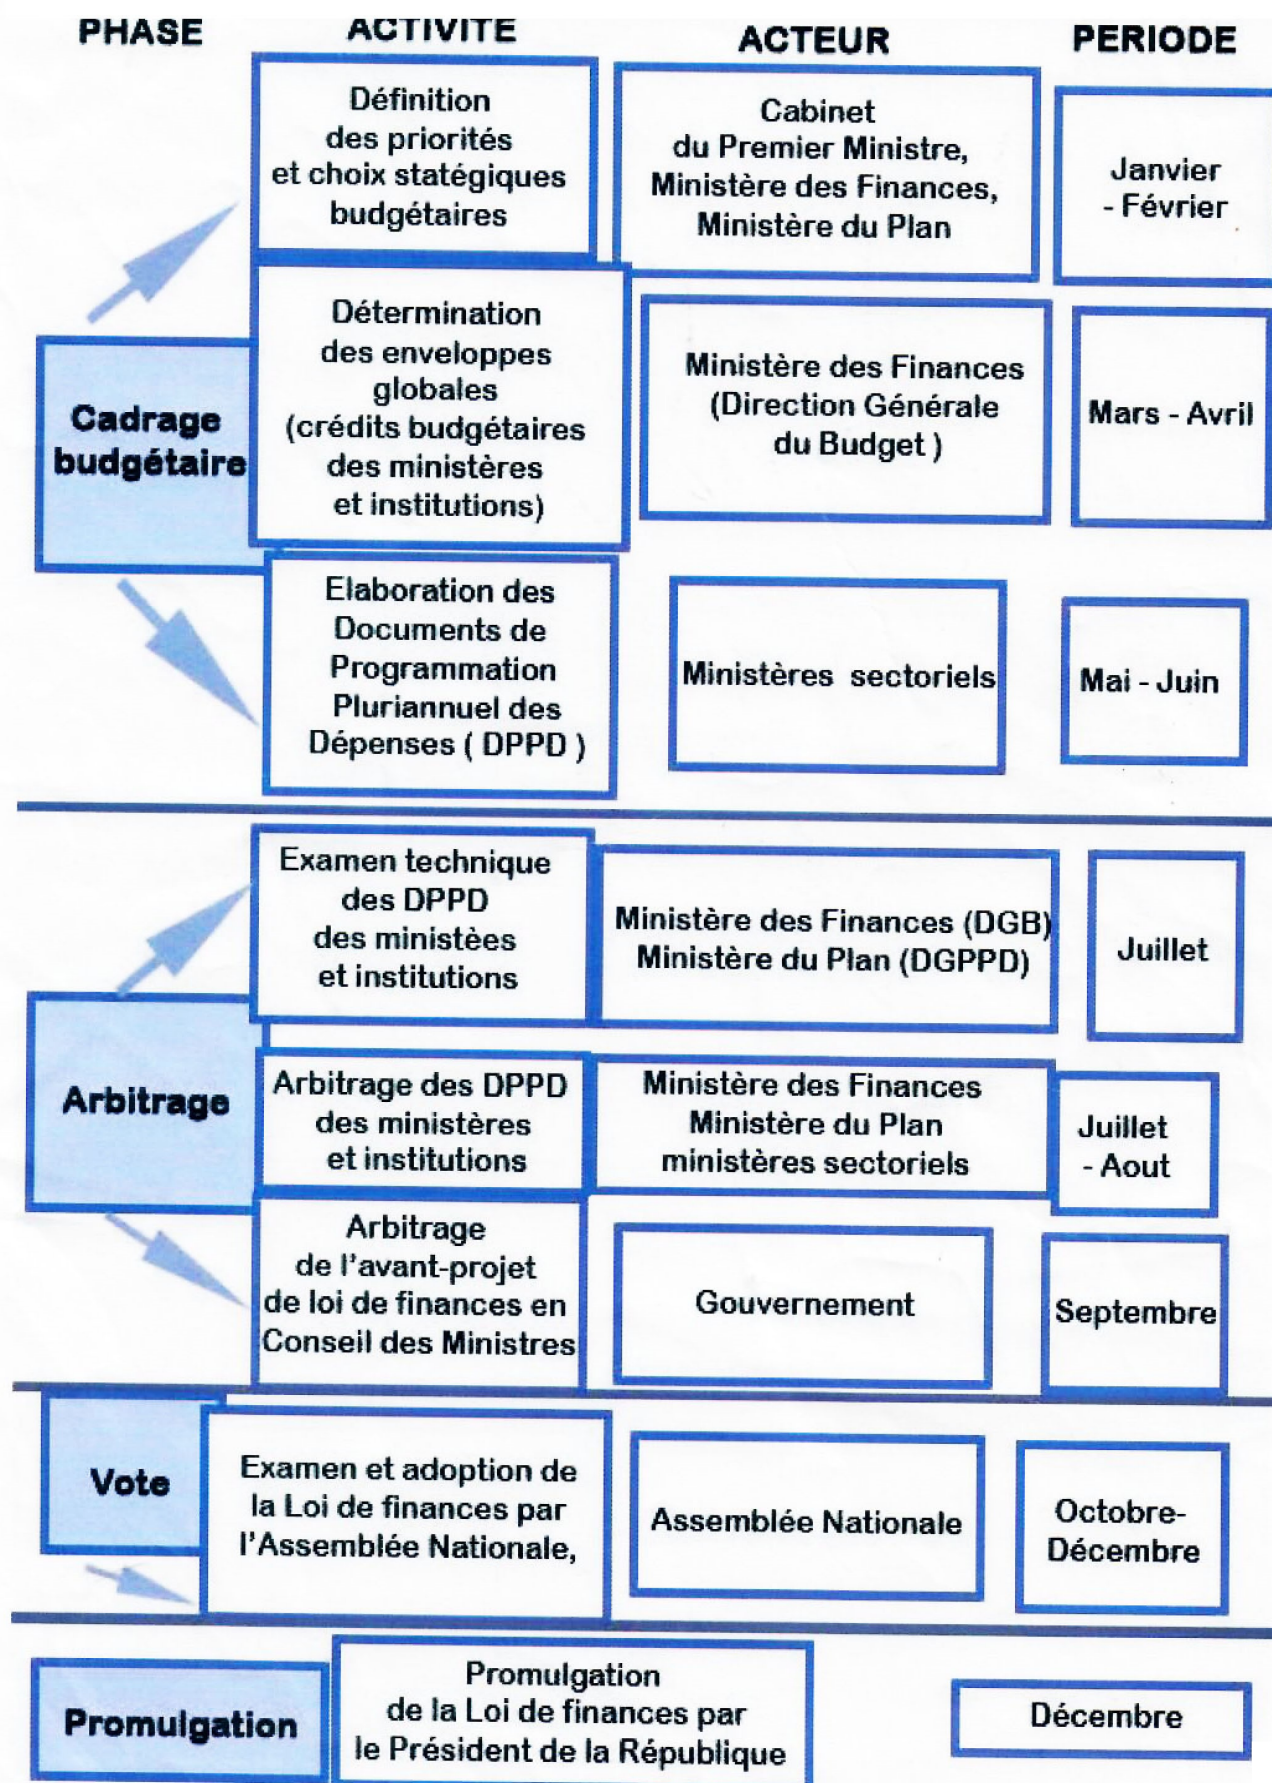 PHASE
ACTIVITE
ACTEUR
PERIODE
Définition
des priorités
et choix statégiques
budgétaires
Cabinet
du Premier Ministre,
Ministère des Finances,
Ministère du Plan
Janvier
- Février
Cadrage
budgétaire
Détermination
des enveloppes
globales
(crédits budgétaires
des ministères
et institutions)
Ministère des Finances
(Direction Générale
du Budget )
Mars - Avril
Elaboration des
Documents de
Programmation
Pluriannuel des
Dépenses ( DPPD )
Ministères sectoriels
Mai - Juin
Examen technique
des DPPD
des ministèes
et institutions
Ministère des Finances (DGB)
Ministère du Plan (DGPPD)
Juillet
Arbitrage
Arbitrage des DPPD
des ministères
et institutions
Ministère des Finances
Ministère du Plan
ministères sectoriels
Juillet
- Aout
Arbitrage
de l'avant-projet
de loi de finances en
Conseil des Ministres
Gouvernement
Septembre
Vote
Examen et adoption de
la Loi de finances par
l'Assemblée Nationale,
Assemblée Nationale
Octobre-
Décembre
Promulgation
Promulgation
de la Loi de finances par
le Président de la République
Décembre